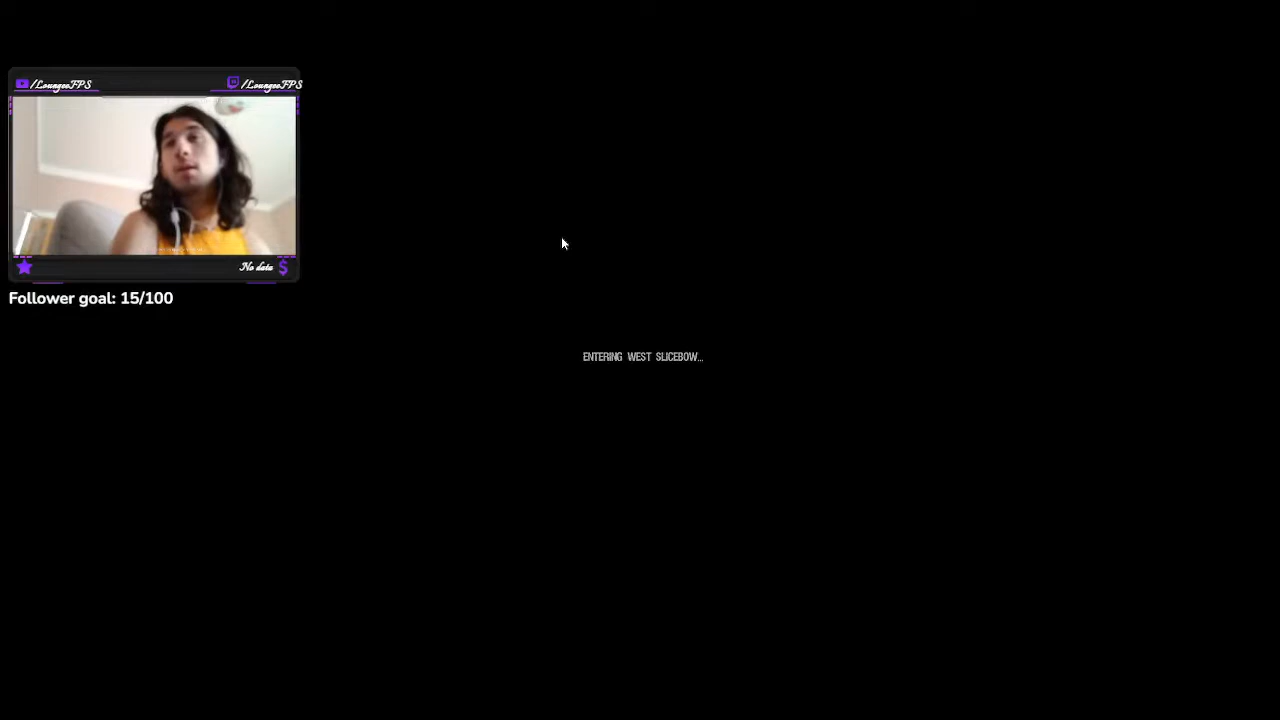 /LoungeeFPS
/LoungeeFPS
No data $
Follower goal: 15/100
ENTERING WEST SLICEBOW...